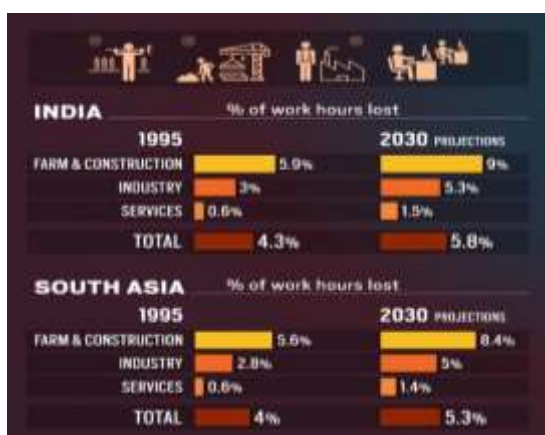 INDIA % of work hours lost
1995 2030 PROJECTIONS
FARM & CONSTRUCTION 5.9% 9%
INDUSTRY 3% 5.3%
SERVICES 0.6% 1.5%
TOTAL 4.3% 5.8%
SOUTH ASIA % of work hours lost
1995 2030 PROJECTIONS
FARM & CONSTRUCTION 5.6% 8.4%
INDUSTRY 2.8% 5%
SERVICES 0.6% 1.4%
TOTAL 4% 5.3%